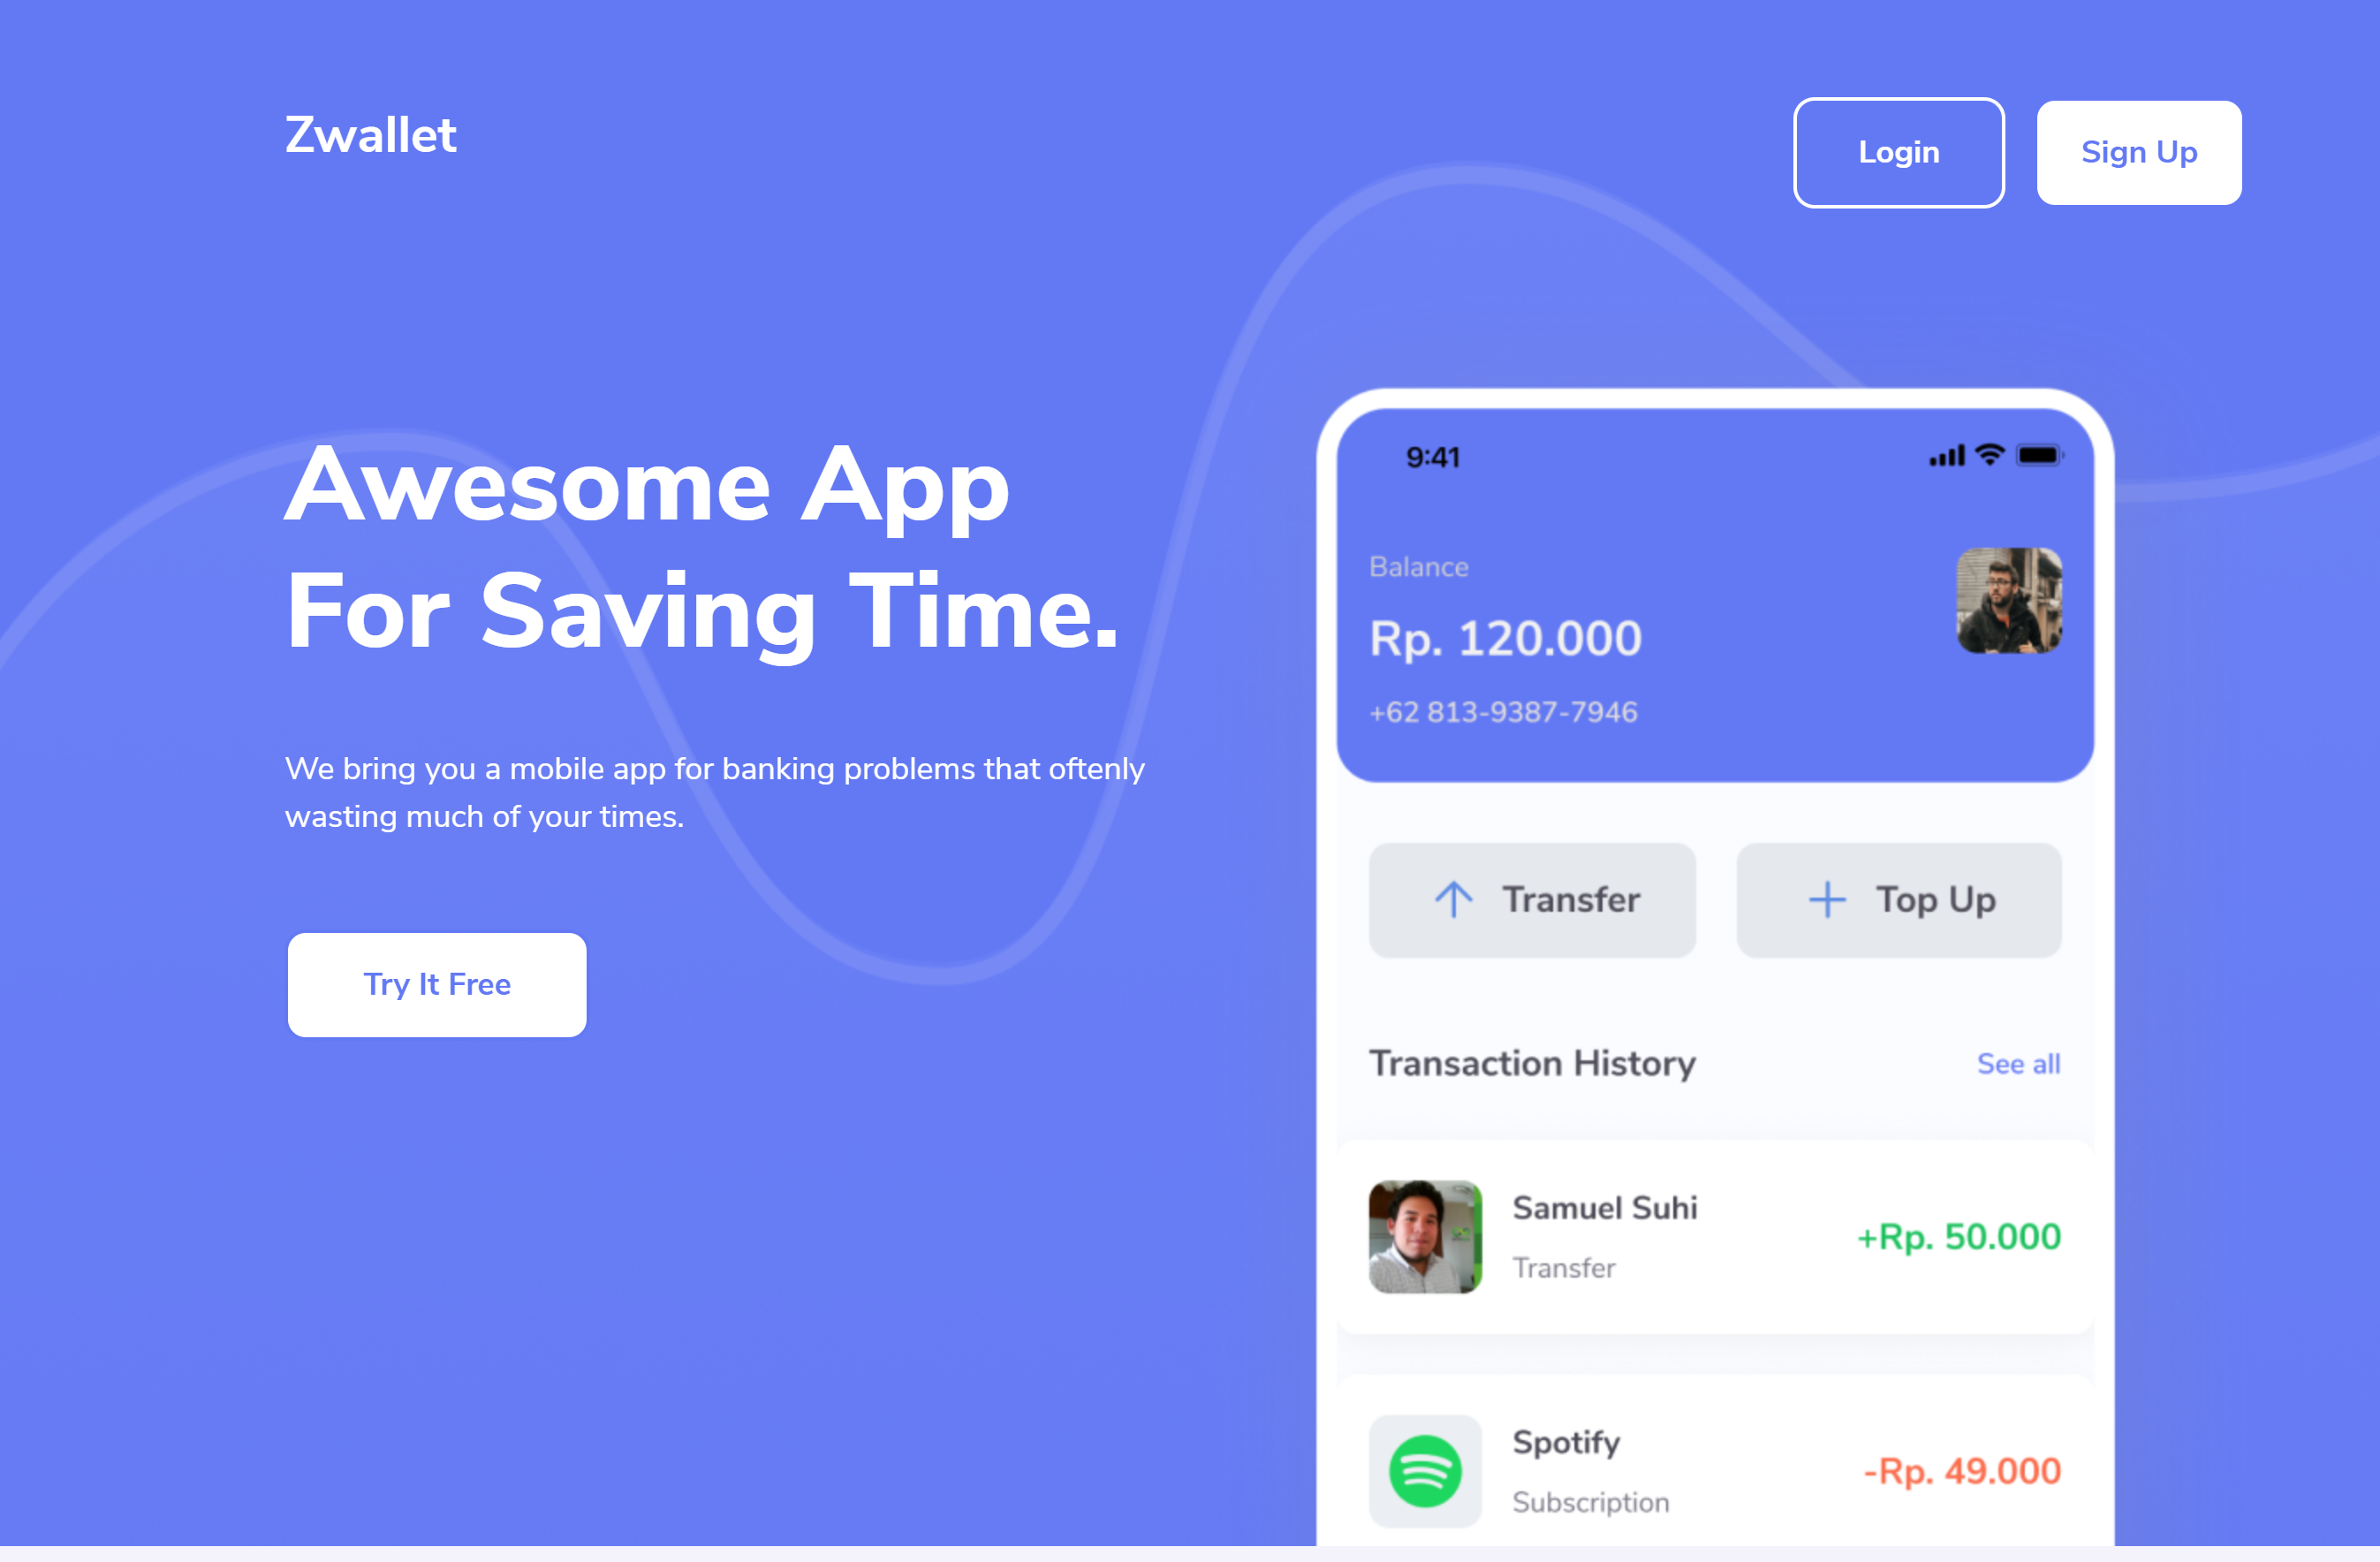 Zwallet
Login
Sign Up
Awesome App
For Saving Time.
We bring you a mobile app for banking problems that oftenly
wasting much of your times.
Try It Free
9:41
Balance
Rp. 120.000
+62 813-9387-7946
Transfer
Top Up
Transaction History
See all
Samuel Suhi
Transfer
+Rp. 50.000
Spotify
Subscription
-Rp. 49.000